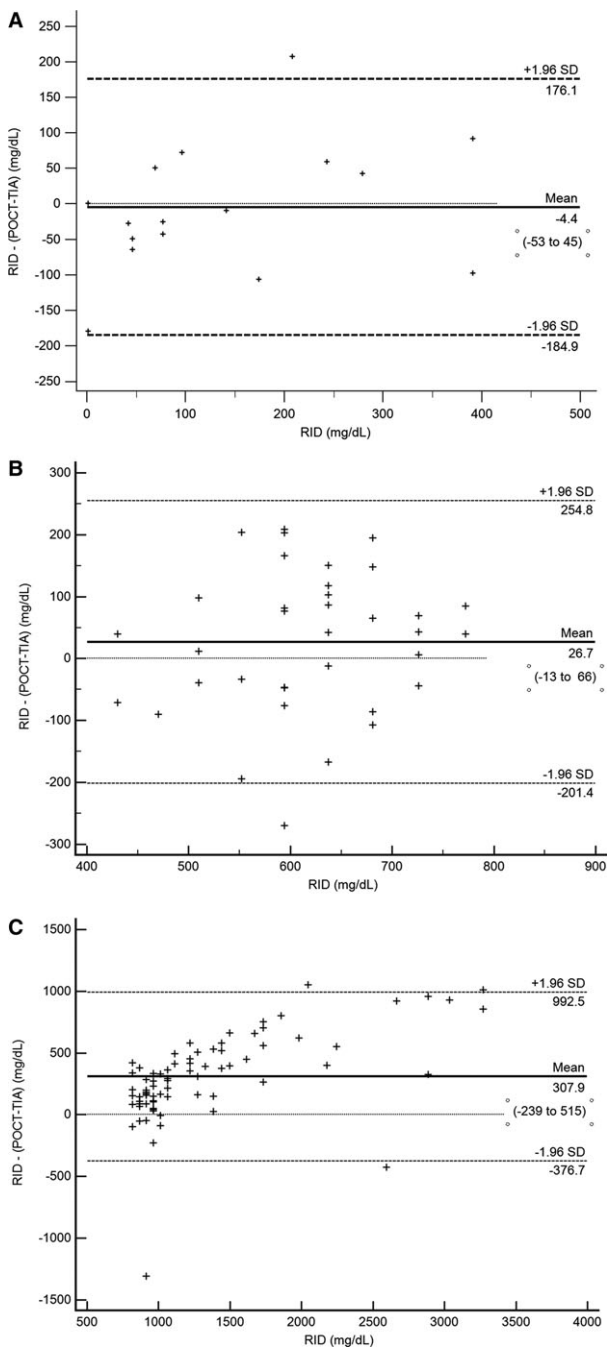 A
250
200
150
100
50
0
-50
-100
-150
-200
-250
RID - (POCT-TIA) (mg/dL)
+1.96 SD
176.1
Mean
-4.4
(-53 to 45)
-1.96 SD
-184.9
0
100
200
300
400
500
RID (mg/dL)
B
300
200
100
0
-100
-200
-300
RID - (POCT-TIA) (mg/dL)
+1.96 SD
254.8
Mean
26.7
(-13 to 66)
-1.96 SD
-201.4
400
500
600
700
800
900
RID (mg/dL)
C
1500
1000
500
0
-500
-1000
-1500
RID - (POCT-TIA) (mg/dL)
+1.96 SD
992.5
Mean
307.9
(-239 to 515)
-1.96 SD
-376.7
500
1000
1500
2000
2500
3000
3500
4000
RID (mg/dL)